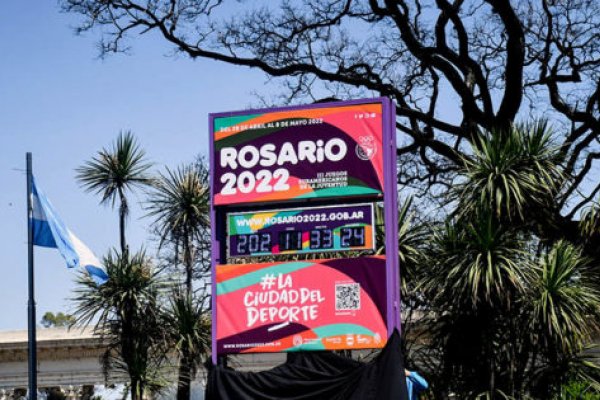 DEL 28 DE ABRIL AL 8 DE MAYO 2022
ROSARiO
2022
III JUEGOS
SURAMERICANOS
DE LA JUVENTUD
WWW.ROSARIO2022.GOB.AR
202 11 33 24
#LA
CIUDAD DEL
DEPORTE
WWW.ROSARIO2022.GOB.AR